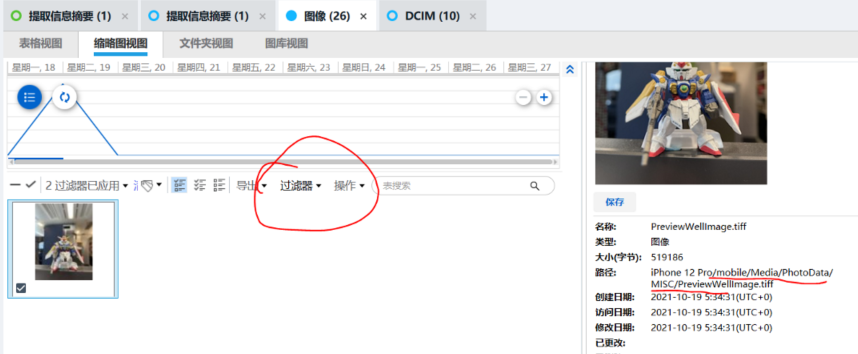 提取信息摘要 (1) × 提取信息摘要 (1) × 图像 (26) × DCIM (10) ×
表格视图 缩略图视图 文件夹视图 图库视图
星期一, 18 星期二, 19 星期三, 20 星期四, 21 星期五, 22 星期六, 23 星期日, 24 星期一, 25 星期二, 26 星期三, 27
2 过滤器已应用 导出 过滤器 操作 表搜索
保存
名称: PreviewWellImage.tiff
类型: 图像
大小(字节): 519186
路径: iPhone 12 Pro/mobile/Media/PhotoData/
MISC/PreviewWellImage.tiff
创建日期: 2021-10-19 5:34:31(UTC+0)
访问日期: 2021-10-19 5:34:31(UTC+0)
修改日期: 2021-10-19 5:34:31(UTC+0)
已更改: